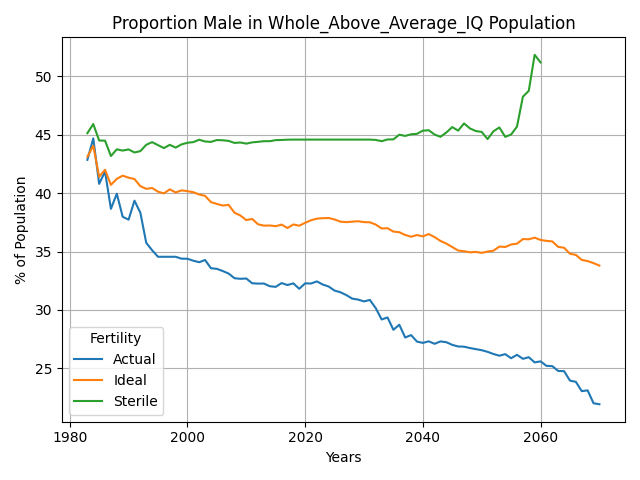 Proportion Male in Whole_Above_Average_IQ Population
% of Population
50
45
40
35
30
25
Fertility
Actual
Ideal
Sterile
1980
2000
2020
2040
2060
Years